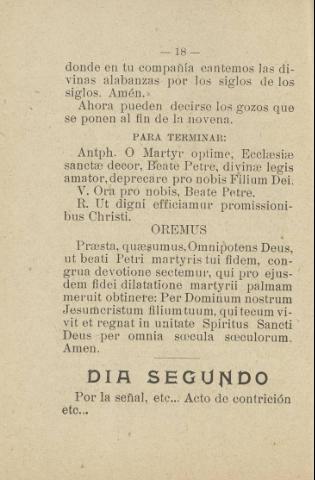 — 18 —
donde en tu compañía cantemos las di-
vinas alabanzas por los siglos de los
siglos. Amén.»
Ahora pueden decirse los gozos que
se ponen al fin de la novena.
PARA TERMINAR:
Antph. O Martyr optime, Ecclæsiæ
sanctæ decor, Beate Petre, divinæ legis
amator, deprecare pro nobis Filium Dei.
V. Ora pro nobis, Beate Petre.
R. Ut digni efficiamur promissioni-
bus Christi.
OREMUS
Præsta, quæsumus, Omnipotens Deus,
ut beati Petri martyris tui fidem, con-
grua devotione sectemur, qui pro ejus-
dem fidei dilatatione martyrii palmam
meruit obtinere: Per Dominum nostrum
Jesumcristum filium tuum, qui tecum vi-
vit et regnat in unitate Spiritus Sancti
Deus per omnia sœcula sœculorum.
Amen.
DIA SEGUNDO
Por la señal, etc... Acto de contrición
etc...